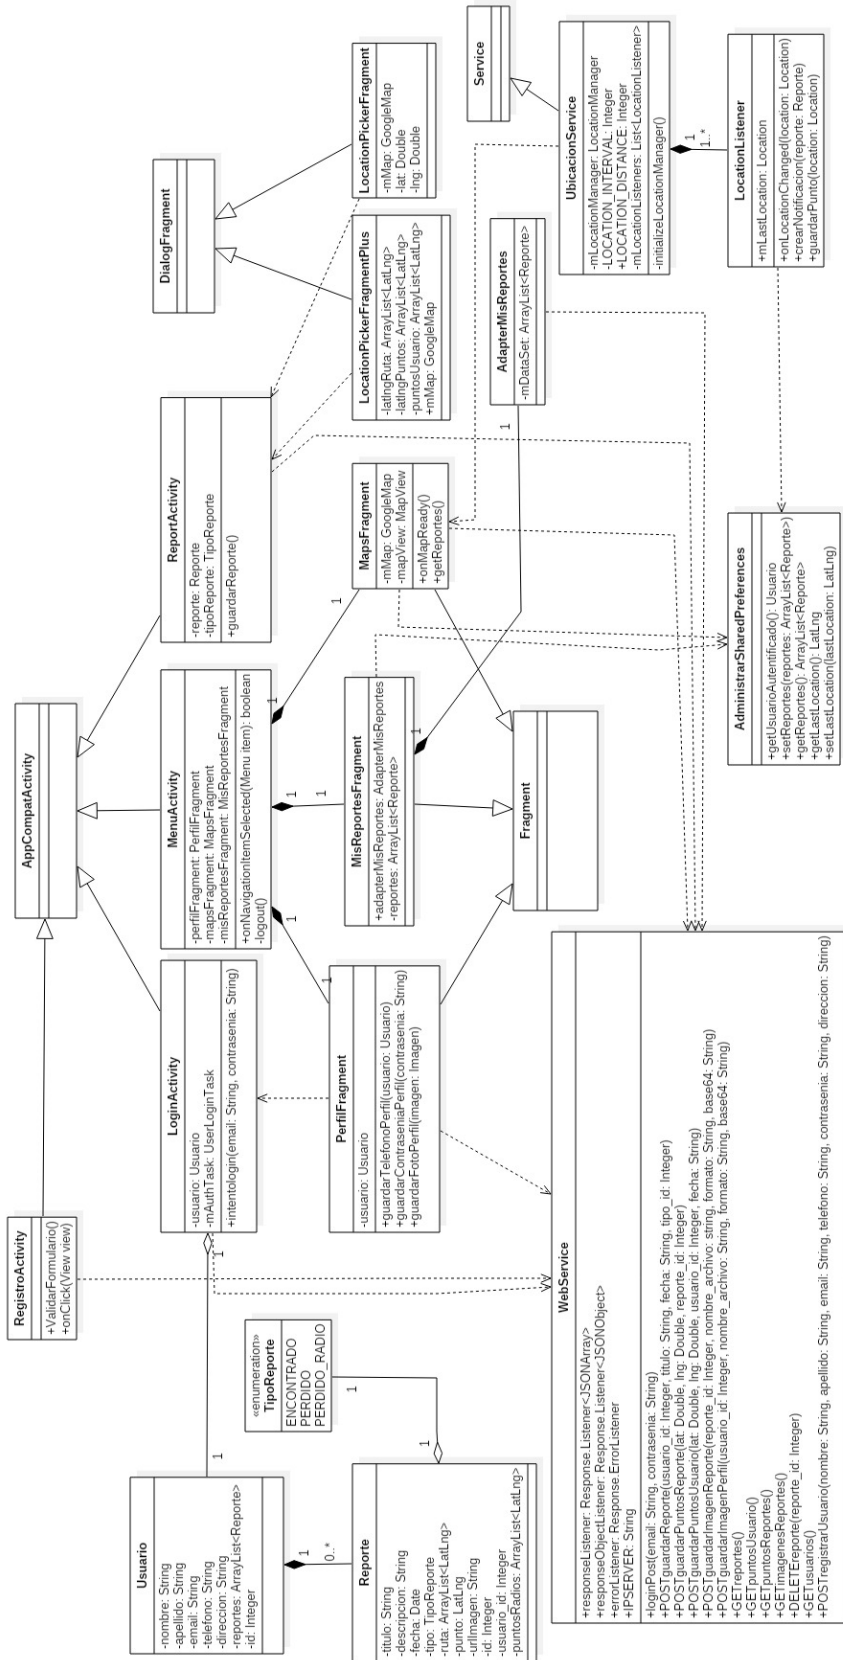 RegistroActivity
+ValidarFormulario()
+onClick(View view)
AppCompatActivity
LoginActivity
-usuario: Usuario
-mAuthTask: UserLoginTask
+intentologin(email: String, contrasenia: String)
MenuActivity
-perfilFragment: PerfilFragment
-mapsFragment: MapsFragment
-misReportesFragment: MisReportesFragment
+onNavigationItemSelected(Menu item): boolean
-logout()
ReportActivity
-reporte: Reporte
-tipoReporte: TipoReporte
+guardarReporte()
DialogFragment
LocationPickerFragmentPlus
-latlngRuta: ArrayList<LatLng>
-latlngPuntos: ArrayList<LatLng>
-puntosUsuario: ArrayList<LatLng>
+mMap: GoogleMap
LocationPickerFragment
-mMap: GoogleMap
-lat: Double
-lng: Double
Usuario
-nombre: String
-apellido: String
-email: String
-telefono: String
-direccion: String
-reportes: ArrayList<Reporte>
-id: Integer
1
1
1
0..*
«enumeration»
TipoReporte
ENCONTRADO
PERDIDO
PERDIDO_RADIO
1
1
Reporte
-titulo: String
-descripcion: String
-fecha: Date
-tipo: TipoReporte
-ruta: ArrayList<LatLng>
-punto: LatLng
-urlImagen: String
-id: Integer
-usuario_id: Integer
-puntosRadios: ArrayList<LatLng>
PerfilFragment
-usuario: Usuario
+guardarTelefonoPerfil(usuario: Usuario)
+guardarContraseniaPerfil(contrasenia: String)
+guardarFotoPerfil(imagen: Imagen)
1
1
1
1
1
1
MisReportesFragment
+adapterMisReportes: AdapterMisReportes
-reportes: ArrayList<Reporte>
1
1
MapsFragment
-mMap: GoogleMap
-mapView: MapView
+onMapReady()
+getReportes()
Fragment
AdapterMisReportes
-mDataSet: ArrayList<Reporte>
Service
UbicacionService
-mLocationManager: LocationManager
-LOCATION_INTERVAL: Integer
+LOCATION_DISTANCE: Integer
-mLocationListeners: List<LocationListener>
-initializeLocationManager()
1
1..*
LocationListener
+mLastLocation: Location
+onLocationChanged(location: Location)
+crearNotificacion(reporte: Reporte)
+guardarPunto(location: Location)
AdministrarSharedPreferences
+getUsuarioAutentificado(): Usuario
+setReportes(reportes: ArrayList<Reporte>)
+getReportes(): ArrayList<Reporte>
+getLastLocation(): LatLng
+setLastLocation(lastLocation: LatLng)
WebService
+responseListener: Response.Listener<JSONArray>
+responseObjectListener: Response.Listener<JSONObject>
+errorListener: Response.ErrorListener
+IPSERVER: String
+loginPost(email: String, contrasenia: String)
+POSTguardarReporte(usuario_id: Integer, titulo: String, fecha: String, tipo_id: Integer)
+POSTguardarPuntosReporte(lat: Double, lng: Double, reporte_id: Integer)
+POSTguardarPuntosUsuario(lat: Double, lng: Double, usuario_id: Integer, fecha: String)
+POSTguardarImagenReporte(reporte_id: Integer, nombre_archivo: string, formato: String, base64: String)
+POSTguardarImagenPerfil(usuario_id: Integer, nombre_archivo: String, formato: String, base64: String)
+GETreportes()
+GETpuntosUsuario()
+GETpuntosReportes()
+GETimagenesReportes()
+DELETEreporte(reporte_id: Integer)
+GETusuarios()
+POSTregistrarUsuario(nombre: String, apellido: String, email: String, telefono: String, contrasenia: String, direccion: String)